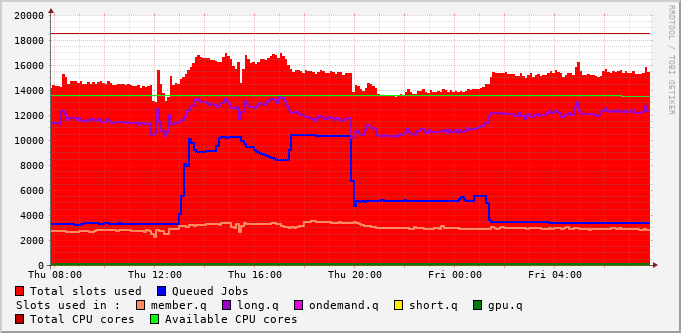 20000
18000
16000
14000
12000
10000
8000
6000
4000
2000
0
Thu 08:00 Thu 12:00 Thu 16:00 Thu 20:00 Fri 00:00 Fri 04:00
RRDTOOL / TOBI OETIKER
Total slots used Queued Jobs
Slots used in : member.q long.q ondemand.q short.q gpu.q
Total CPU cores Available CPU cores